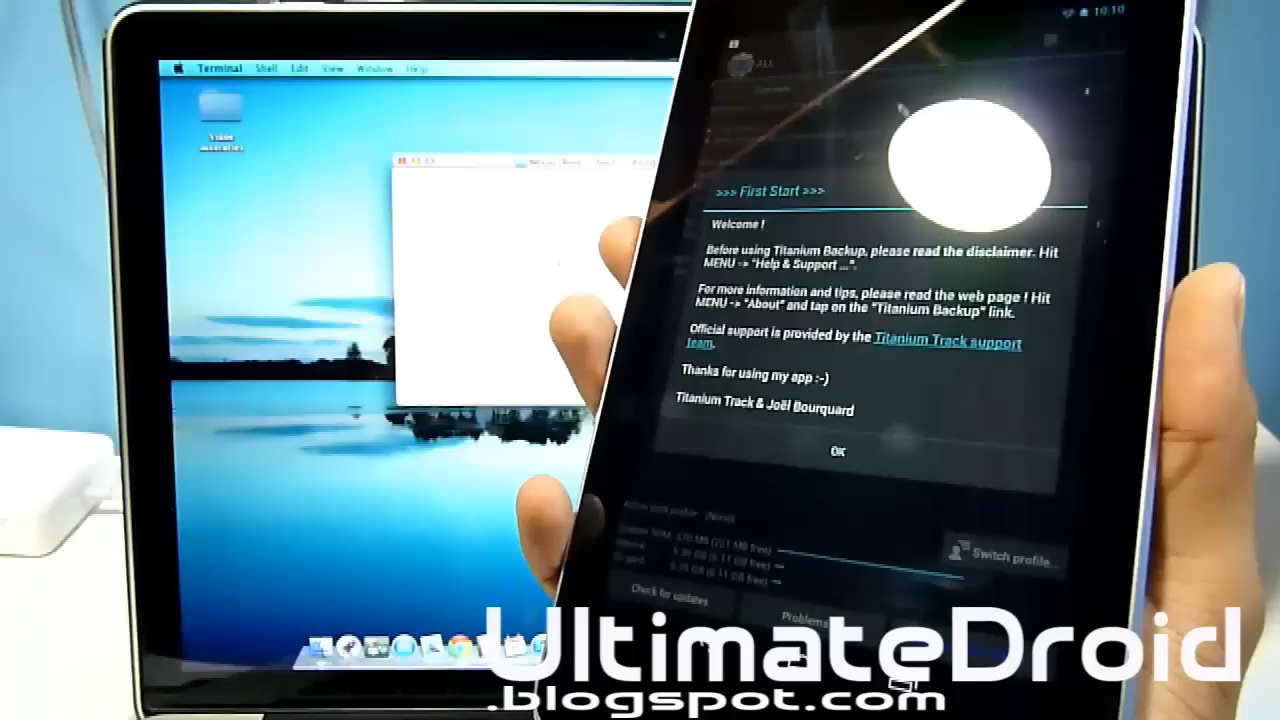 Terminal Shell Edit View Window Help
10:10
ALL
>>> First Start >>>
Welcome !
Before using Titanium Backup, please read the disclaimer. Hit
MENU -> "Help & Support ...".
For more information and tips, please read the web page ! Hit
MENU -> "About" and tap on the "Titanium Backup" link.
Official support is provided by the Titanium Track support
team.
Thanks for using my app :-)
Titanium Track & Joël Bourquard
OK
Switch profile...
Check for updates
Problems
UltimateDroid
.blogspot.com